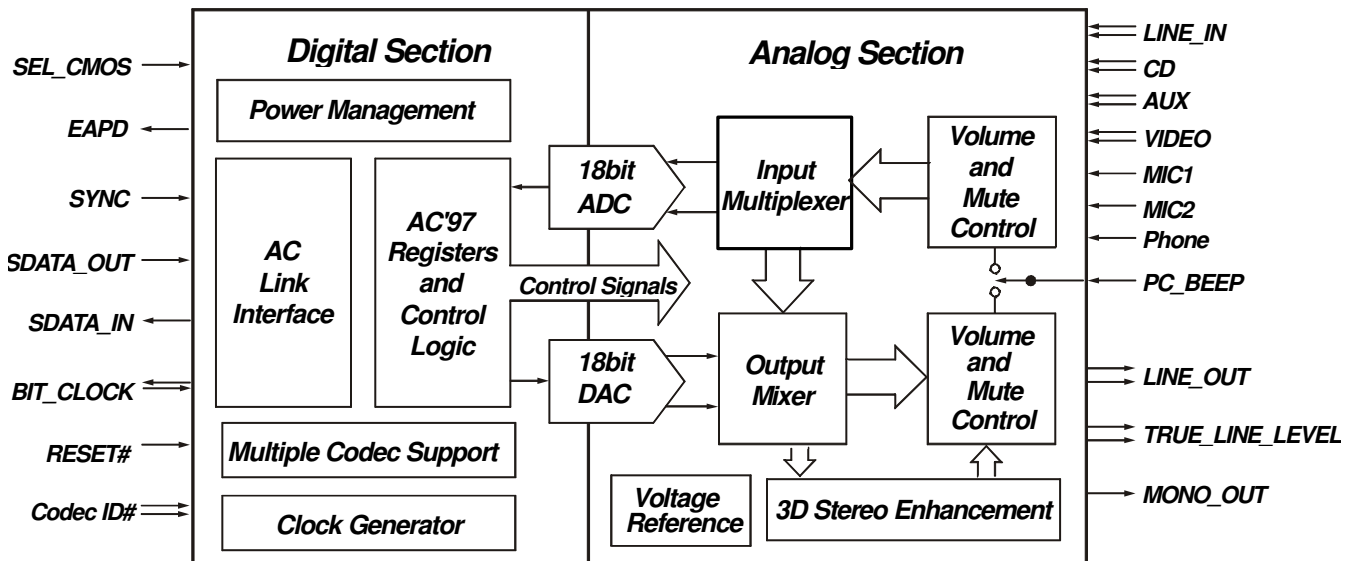 Digital Section
Analog Section
SEL_CMOS
EAPD
SYNC
SDATA_OUT
SDATA_IN
BIT_CLOCK
RESET#
Codec ID#
Power Management
AC
Link
Interface
AC'97
Registers
and
Control
Logic
Multiple Codec Support
Clock Generator
18bit
ADC
Control Signals
18bit
DAC
Input
Multiplexer
Output
Mixer
Voltage
Reference
3D Stereo Enhancement
Volume
and
Mute
Control
Volume
and
Mute
Control
LINE_IN
CD
AUX
VIDEO
MIC1
MIC2
Phone
PC_BEEP
LINE_OUT
TRUE_LINE_LEVEL
MONO_OUT